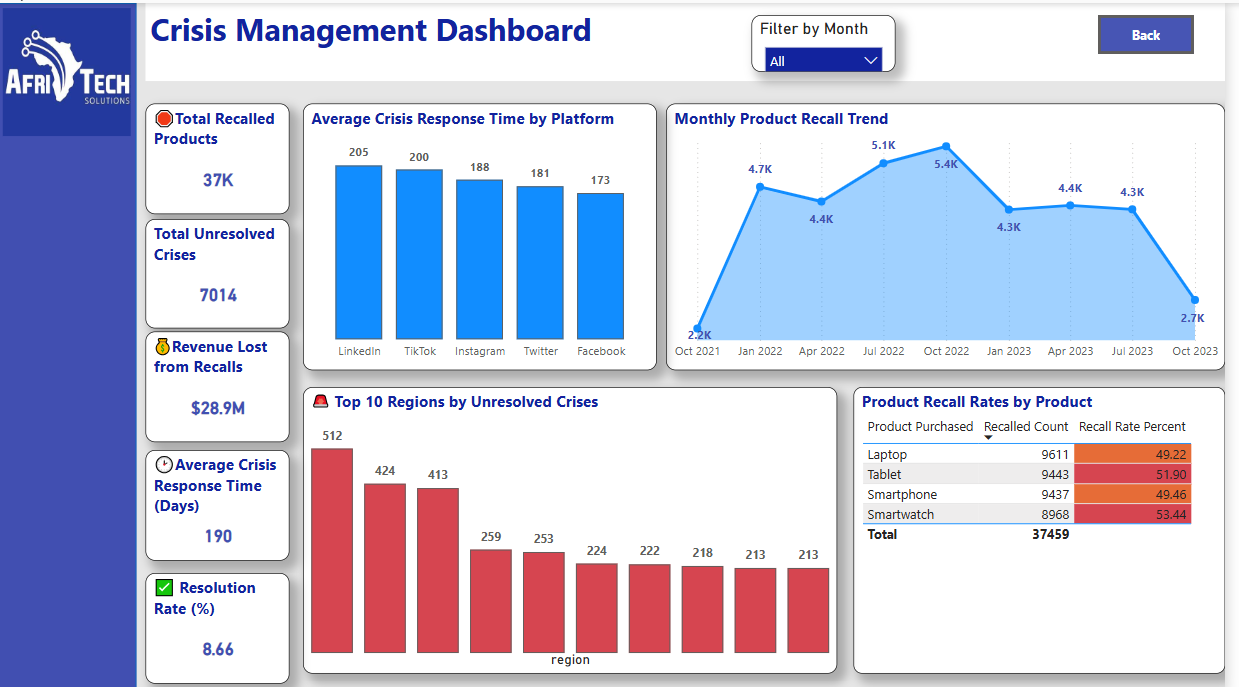 AFRI TECH
SOLUTIONS
Crisis Management Dashboard
Filter by Month
All
Back
Total Recalled
Products
37K
Total Unresolved
Crises
7014
Revenue Lost
from Recalls
$28.9M
Average Crisis
Response Time
(Days)
190
Resolution
Rate (%)
8.66
Average Crisis Response Time by Platform
205 200 188 181 173
LinkedIn TikTok Instagram Twitter Facebook
Monthly Product Recall Trend
2.2K 4.7K 4.4K 5.1K 5.4K 4.3K 4.4K 4.3K 2.7K
Oct 2021 Jan 2022 Apr 2022 Jul 2022 Oct 2022 Jan 2023 Apr 2023 Jul 2023 Oct 2023
Top 10 Regions by Unresolved Crises
512 424 413 259 253 224 222 218 213 213
region
Product Recall Rates by Product
Product Purchased Recalled Count Recall Rate Percent
Laptop 9611 49.22
Tablet 9443 51.90
Smartphone 9437 49.46
Smartwatch 8968 53.44
Total 37459